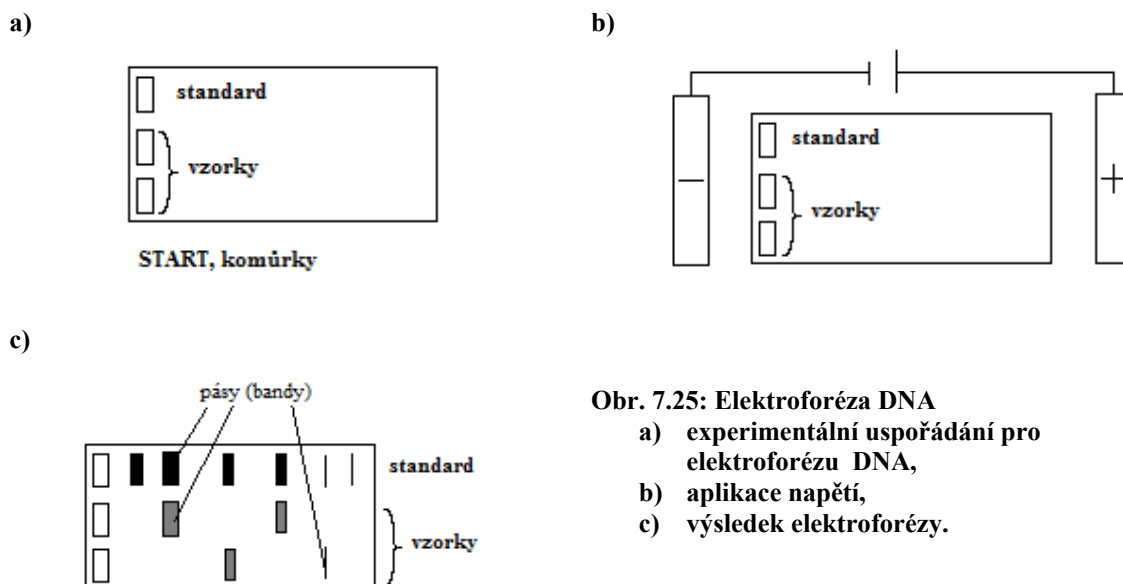 a)
standard
vzorky
START, komůrky
b)
standard
vzorky
c)
pásy (bandy)
standard
vzorky
Obr. 7.25: Elektroforéza DNA
a) experimentální uspořádání pro
elektroforézu DNA,
b) aplikace napětí,
c) výsledek elektroforézy.